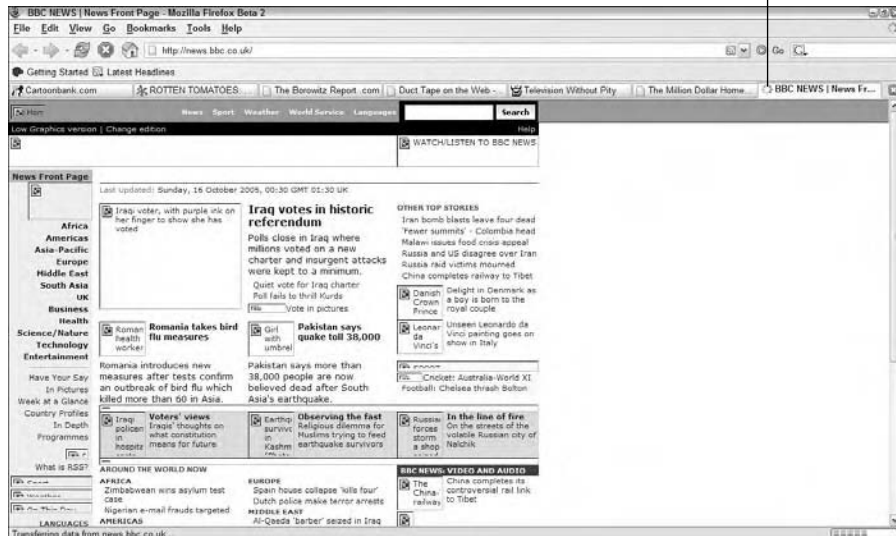 BBC NEWS | News Front Page - Mozilla Firefox Beta 2
File Edit View Go Bookmarks Tools Help
http://news.bbc.co.uk/
Go
Getting Started Latest Headlines
Cartoonbank.com
ROTTEN TOMATOES:
The Borowitz Report .com
Duct Tape on the Web -
Television Without Pity
The Million Dollar Home
BBC NEWS | News Fr...
News Sport Weather World Service Languages
Search
Low Graphics version | Change edition
Help
WATCH/LISTEN TO BBC NEWS
News Front Page
Africa
Americas
Asia-Pacific
Europe
Middle East
South Asia
UK
Business
Health
Science/Nature
Technology
Entertainment
Have Your Say
In Pictures
Week at a Glance
Country Profiles
In Depth
Programmes
What is RSS?
LANGUAGES
Last updated: Sunday, 16 October 2005, 00:30 GMT 01:30 UK
Iraqi voter, with purple ink on
her finger to show she has
voted
Iraq votes in historic
referendum
Polls close in Iraq where
millions voted on a new
charter and insurgent attacks
were kept to a minimum.
Quiet vote for Iraq charter
Poll fails to thrill Kurds
Vote in pictures
Roman
health
worker
Romania takes bird
flu measures
Romania introduces new
measures after tests confirm
an outbreak of bird flu which
killed more than 60 in Asia.
Girl
with
umbrel
Pakistan says
quake toll 38,000
Pakistan says more than
38,000 people are now
believed dead after South
Asia's earthquake.
OTHER TOP STORIES
Iran bomb blasts leave four dead
'Fewer summits' - Colombia head
Malawi issues food crisis appeal
Russia and US disagree over Iran
Russia raid victims mourned
China completes railway to Tibet
Danish
Crown
Prince
Delight in Denmark as
a boy is born to the
royal couple
Leonar
da
Vinci's
Unseen Leonardo da
Vinci painting goes on
show in Italy
Cricket: Australia-World XI
Football: Chelsea thrash Bolton
Iraqi
policen
in
hospita
Voters' views
Iraqis' thoughts on
what constitution
means for future
Earthq
survivc
in
Kashm
Observing the fast
Religious dilemma for
Muslims trying to feed
earthquake survivors
Russian
forces
storm
a shop
In the line of fire
On the streets of the
volatile Russian city of
Nalchik
AROUND THE WORLD NOW
AFRICA
Zimbabwean wins asylum test
case
Nigerian e-mail frauds targeted
AMERICAS
EUROPE
Spain house collapse 'kills four'
Dutch police make terror arrests
MIDDLE EAST
Al-Qaeda 'barber' seized in Iraq
BBC NEWS: VIDEO AND AUDIO
The
China-
railway
China completes its
controversial rail link
to Tibet
Transferring data from news.bbc.co.uk...